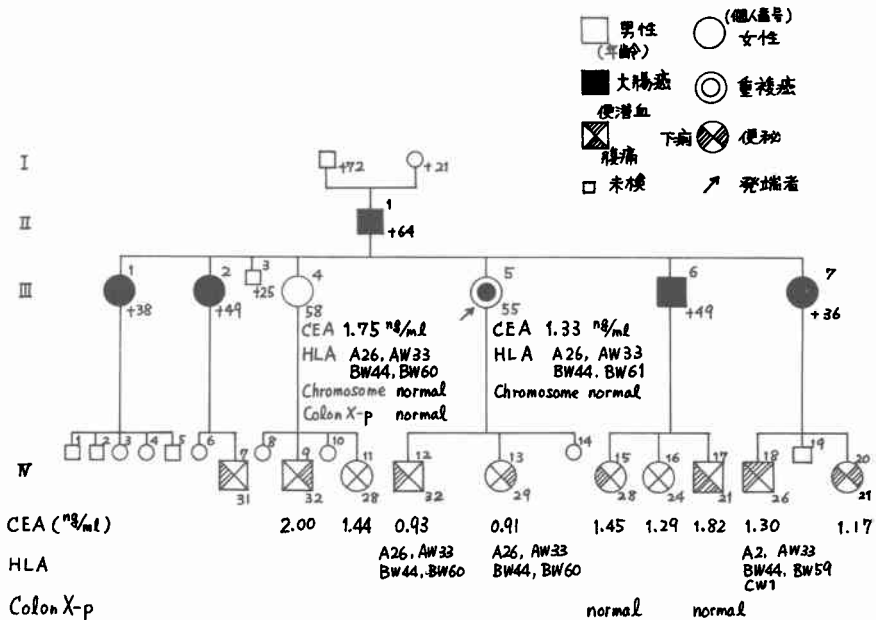 男性
(年齢)
(個人番号)
女性
大腸癌
重複癌
便潜血
腹痛
下痢
便秘
未検
発端者
I
+72
+21
II
1
+64
III
1
+38
2
+49
3
+25
4
58
5
55
6
+49
7
+36
CEA 1.75 ng/ml
HLA A26, AW33
BW44, BW60
Chromosome normal
Colon X-p normal
CEA 1.33 ng/ml
HLA A26, AW33
BW44. BW61
Chromosome normal
IV
1 2 3 4 5 6 7 8 9 10 11 12 13 14 15 16 17 18 19 20
31 32 28 32 29 28 24 21 26 21
CEA (ng/ml) 2.00 1.44 0.93 0.91 1.45 1.29 1.82 1.30 1.17
HLA
A26, AW33
BW44, BW60
A26, AW33
BW44, BW60
A2, AW33
BW44, BW59
CW1
Colon X-p normal normal